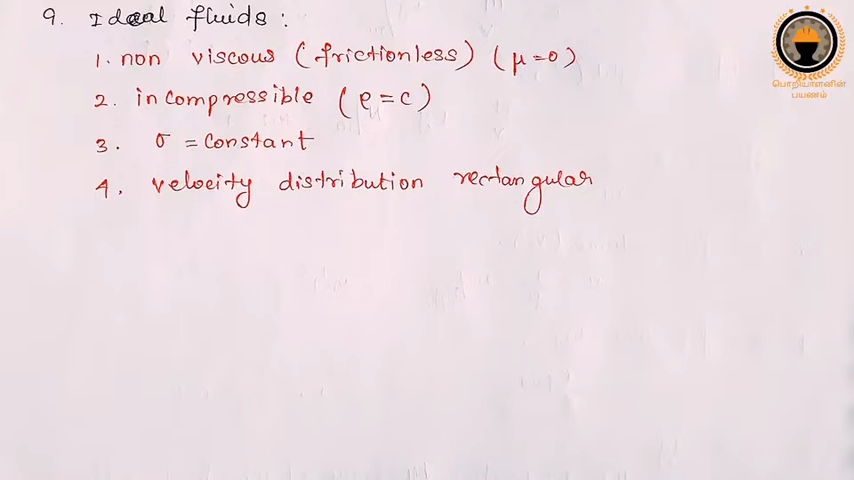 9. Ideal fluids:
1. non viscous (frictionless) (μ=0)
2. incompressible (ρ=c)
3. σ = constant
4. velocity distribution rectangular
பொறியாளனின்
பயணம்